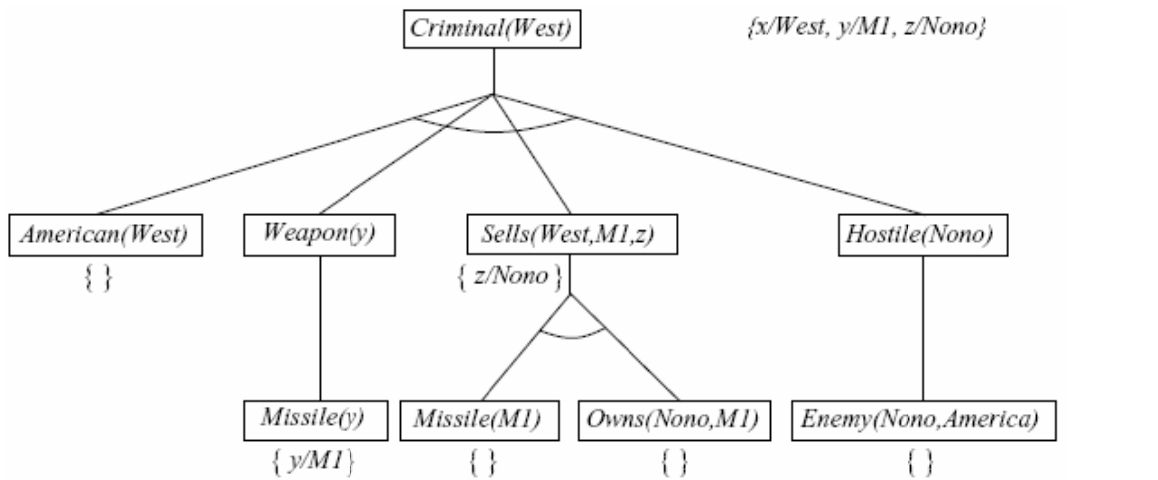 Criminal(West)
{x/West, y/M1, z/Nono}
American(West)
Weapon(y)
Sells(West,M1,z)
Hostile(Nono)
{ }
{ z/Nono }
Missile(y)
Missile(M1)
Owns(Nono,M1)
Enemy(Nono,America)
{ y/M1 }
{ }
{ }
{ }